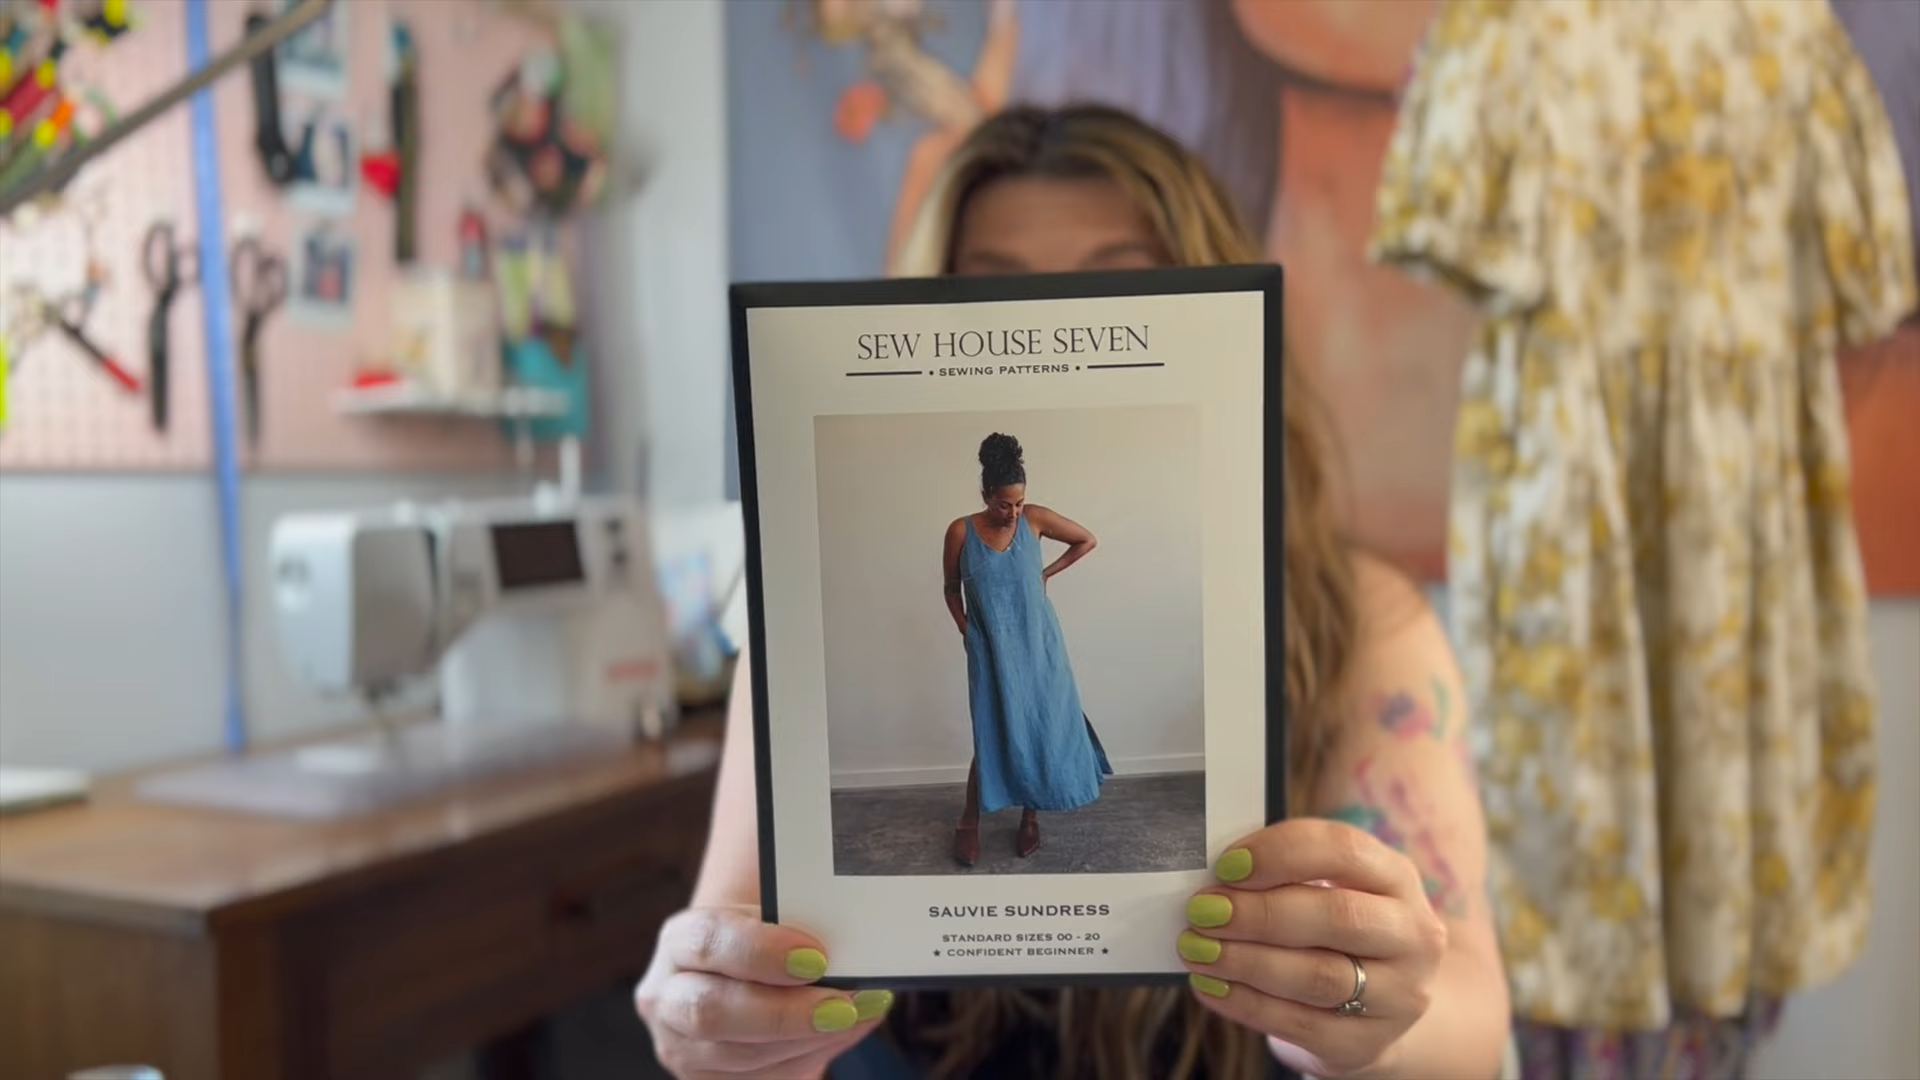 SEW HOUSE SEVEN
• SEWING PATTERNS •
SAUVIE SUNDRESS
STANDARD SIZES 00 - 20
★ CONFIDENT BEGINNER ★